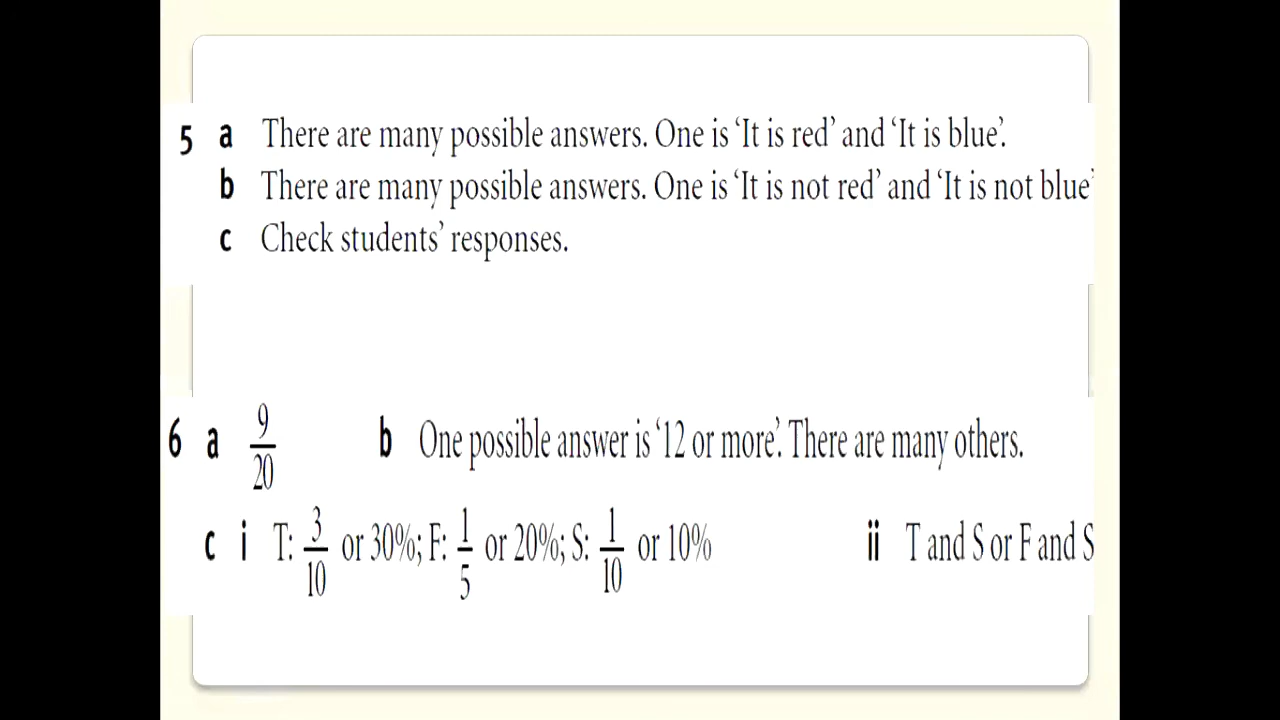 5 a There are many possible answers. One is ‘It is red’ and ‘It is blue’.
b There are many possible answers. One is ‘It is not red’ and ‘It is not blue’
c Check students’ responses.
6 a 9/20 b One possible answer is ‘12 or more’. There are many others.
c i T: 3/10 or 30%; F: 1/5 or 20%; S: 1/10 or 10% ii T and S or F and S